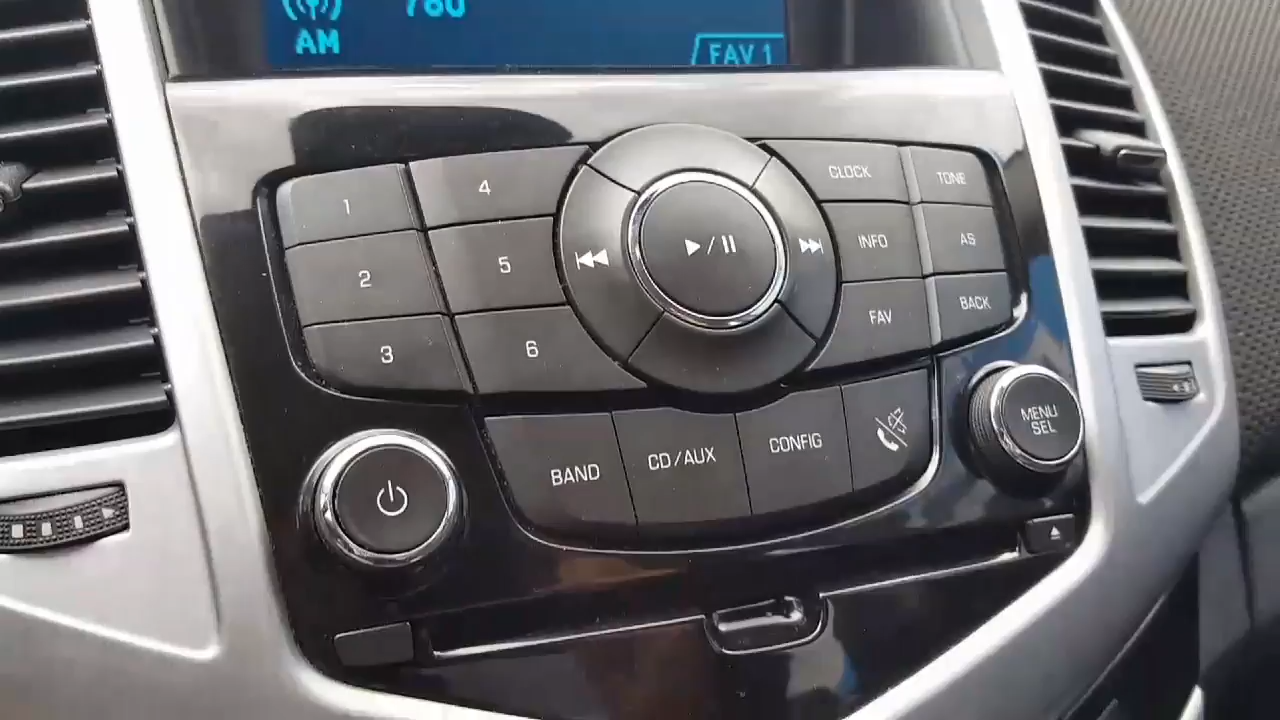 780
AM
FAV 1
1
4
CLOCK
TONE
2
5
INFO
AS
3
6
FAV
BACK
BAND
CD/AUX
CONFIG
MENU
SEL